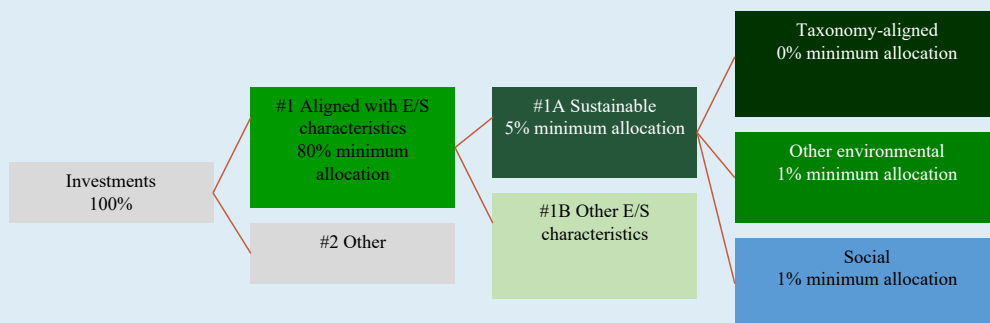 Investments
100%
#1 Aligned with E/S
characteristics
80% minimum
allocation
#2 Other
#1A Sustainable
5% minimum allocation
#1B Other E/S
characteristics
Taxonomy-aligned
0% minimum allocation
Other environmental
1% minimum allocation
Social
1% minimum allocation